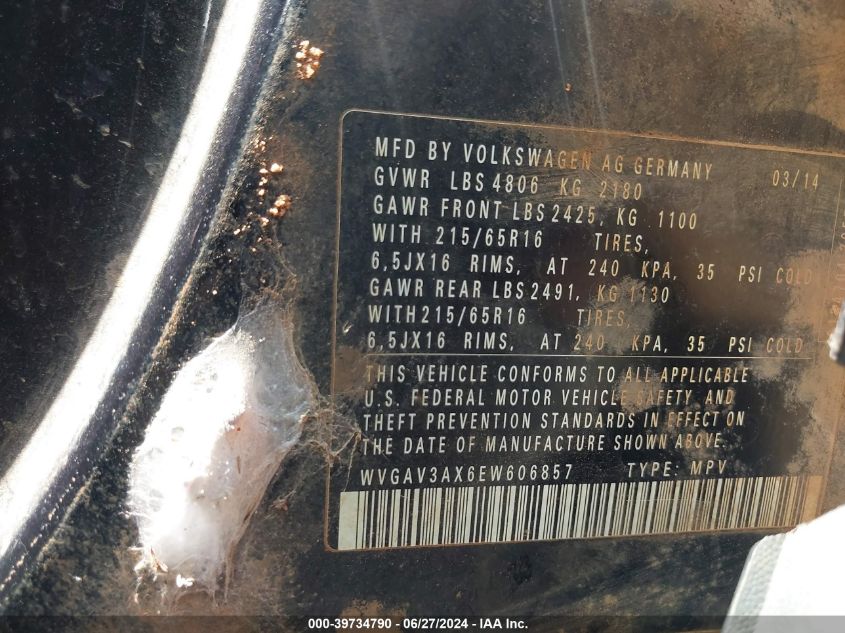 MFD BY VOLKSWAGEN AG GERMANY 03/14
GVWR LBS 4806 KG 2180
GAWR FRONT LBS 2425, KG 1100
WITH 215/65R16 TIRES,
6,5JX16 RIMS, AT 240 KPA, 35 PSI COLD
GAWR REAR LBS 2491, KG 1130
WITH 215/65R16 TIRES,
6,5JX16 RIMS, AT 240 KPA, 35 PSI COLD
THIS VEHICLE CONFORMS TO ALL APPLICABLE
U.S. FEDERAL MOTOR VEHICLE SAFETY AND
THEFT PREVENTION STANDARDS IN EFFECT ON
THE DATE OF MANUFACTURE SHOWN ABOVE.
WVGAV3AX6EW606857 TYPE: MPV
000-39734790 - 06/27/2024 - IAA Inc.